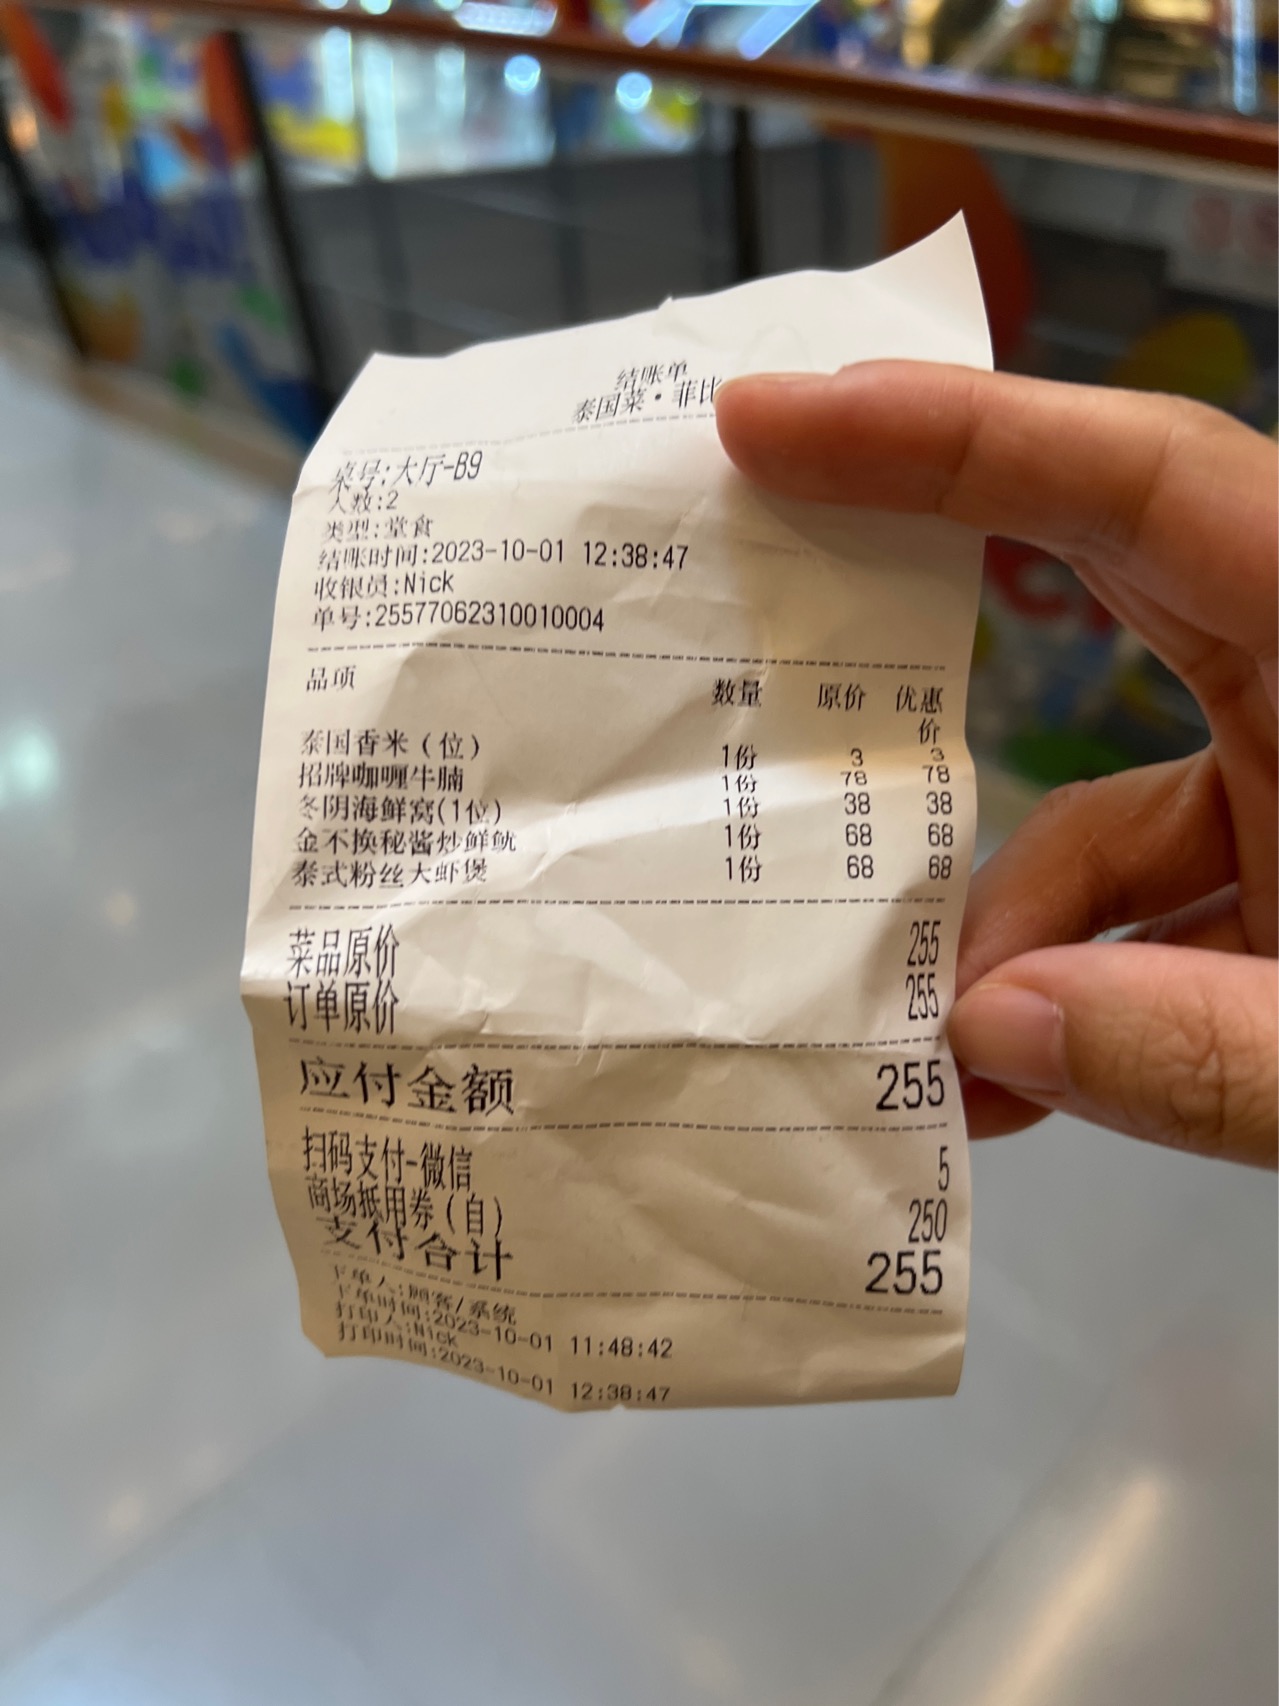 结账单
泰国菜·菲比
桌号:大厅-B9
人数:2
类型:堂食
结账时间:2023-10-01 12:38:47
收银员:Nick
单号:25577062310010004
品项 数量 原价 优惠价
泰国香米(位) 1份 3 3
招牌咖喱牛腩 1份 78 78
冬阴海鲜窝(1位) 1份 38 38
金不换秘酱炒鲜鱿 1份 68 68
泰式粉丝大虾煲 1份 68 68
菜品原价 255
订单原价 255
应付金额 255
扫码支付-微信 5
商场抵用券(自) 250
支付合计 255
下单人:顾客/系统
下单时间:2023-10-01 11:48:42
打印人:Nick
打印时间:2023-10-01 12:38:47